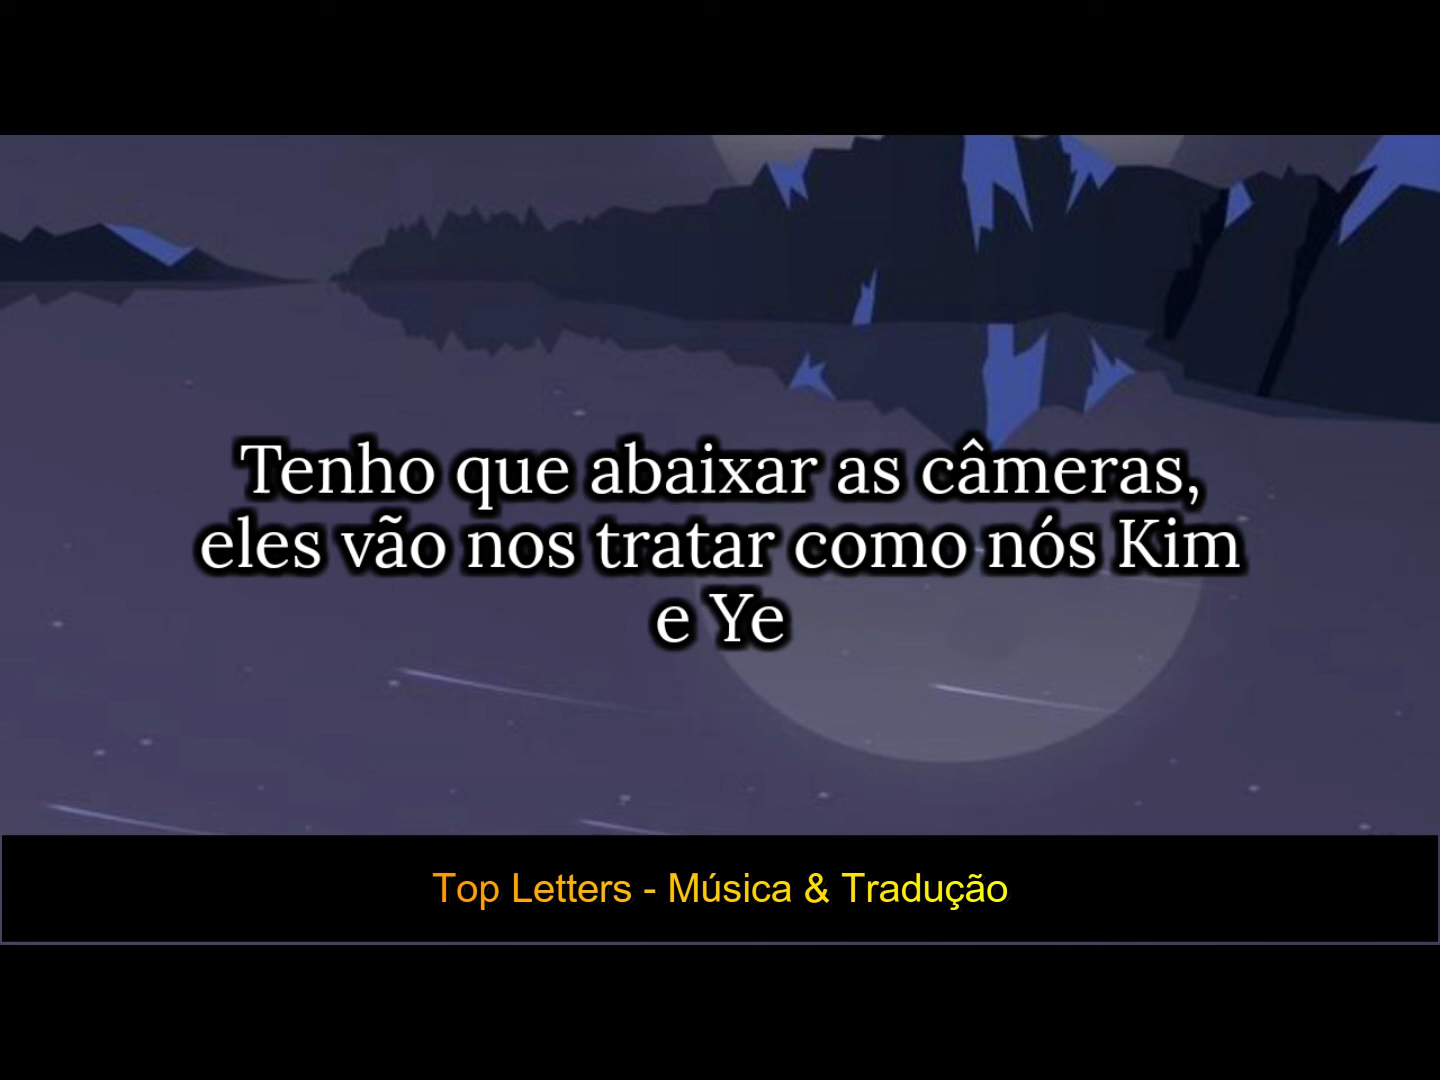 Tenho que abaixar as câmeras,
eles vão nos tratar como nós Kim
e Ye
Top Letters - Música & Tradução